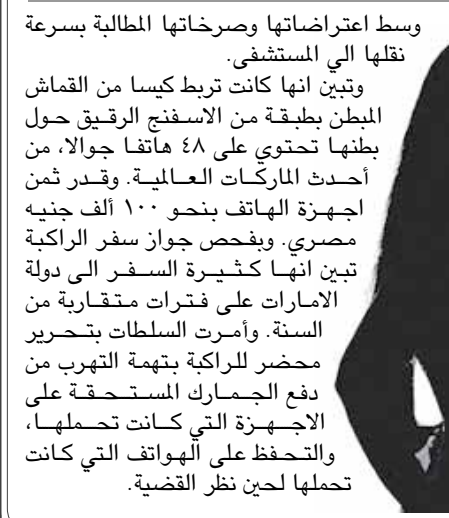 وسط اعتراضاتها وصرخاتها المطالبة بسرعة
نقلها الي المستشفى.
وتبين انها كانت تربط كيسا من القماش
المبطن بطبقة من الاسفنج الرقيق حول
بطنها تحتوي على ٤٨ هاتفا جوالا، من
أحدث الماركات العالمية. وقدر ثمن
اجهزة الهاتف بنحو ١٠٠ ألف جنيه
مصري. وبفحص جواز سفر الراكبة
تبين انها كثيرة السفر الى دولة
الامارات على فترات متقاربة من
السنة. وأمرت السلطات بتحرير
محضر للراكبة بتهمة التهرب من
دفع الجمارك المستحقة على
الاجهزة التي كانت تحملها،
والتحفظ على الهواتف التي كانت
تحملها لحين نظر القضية.